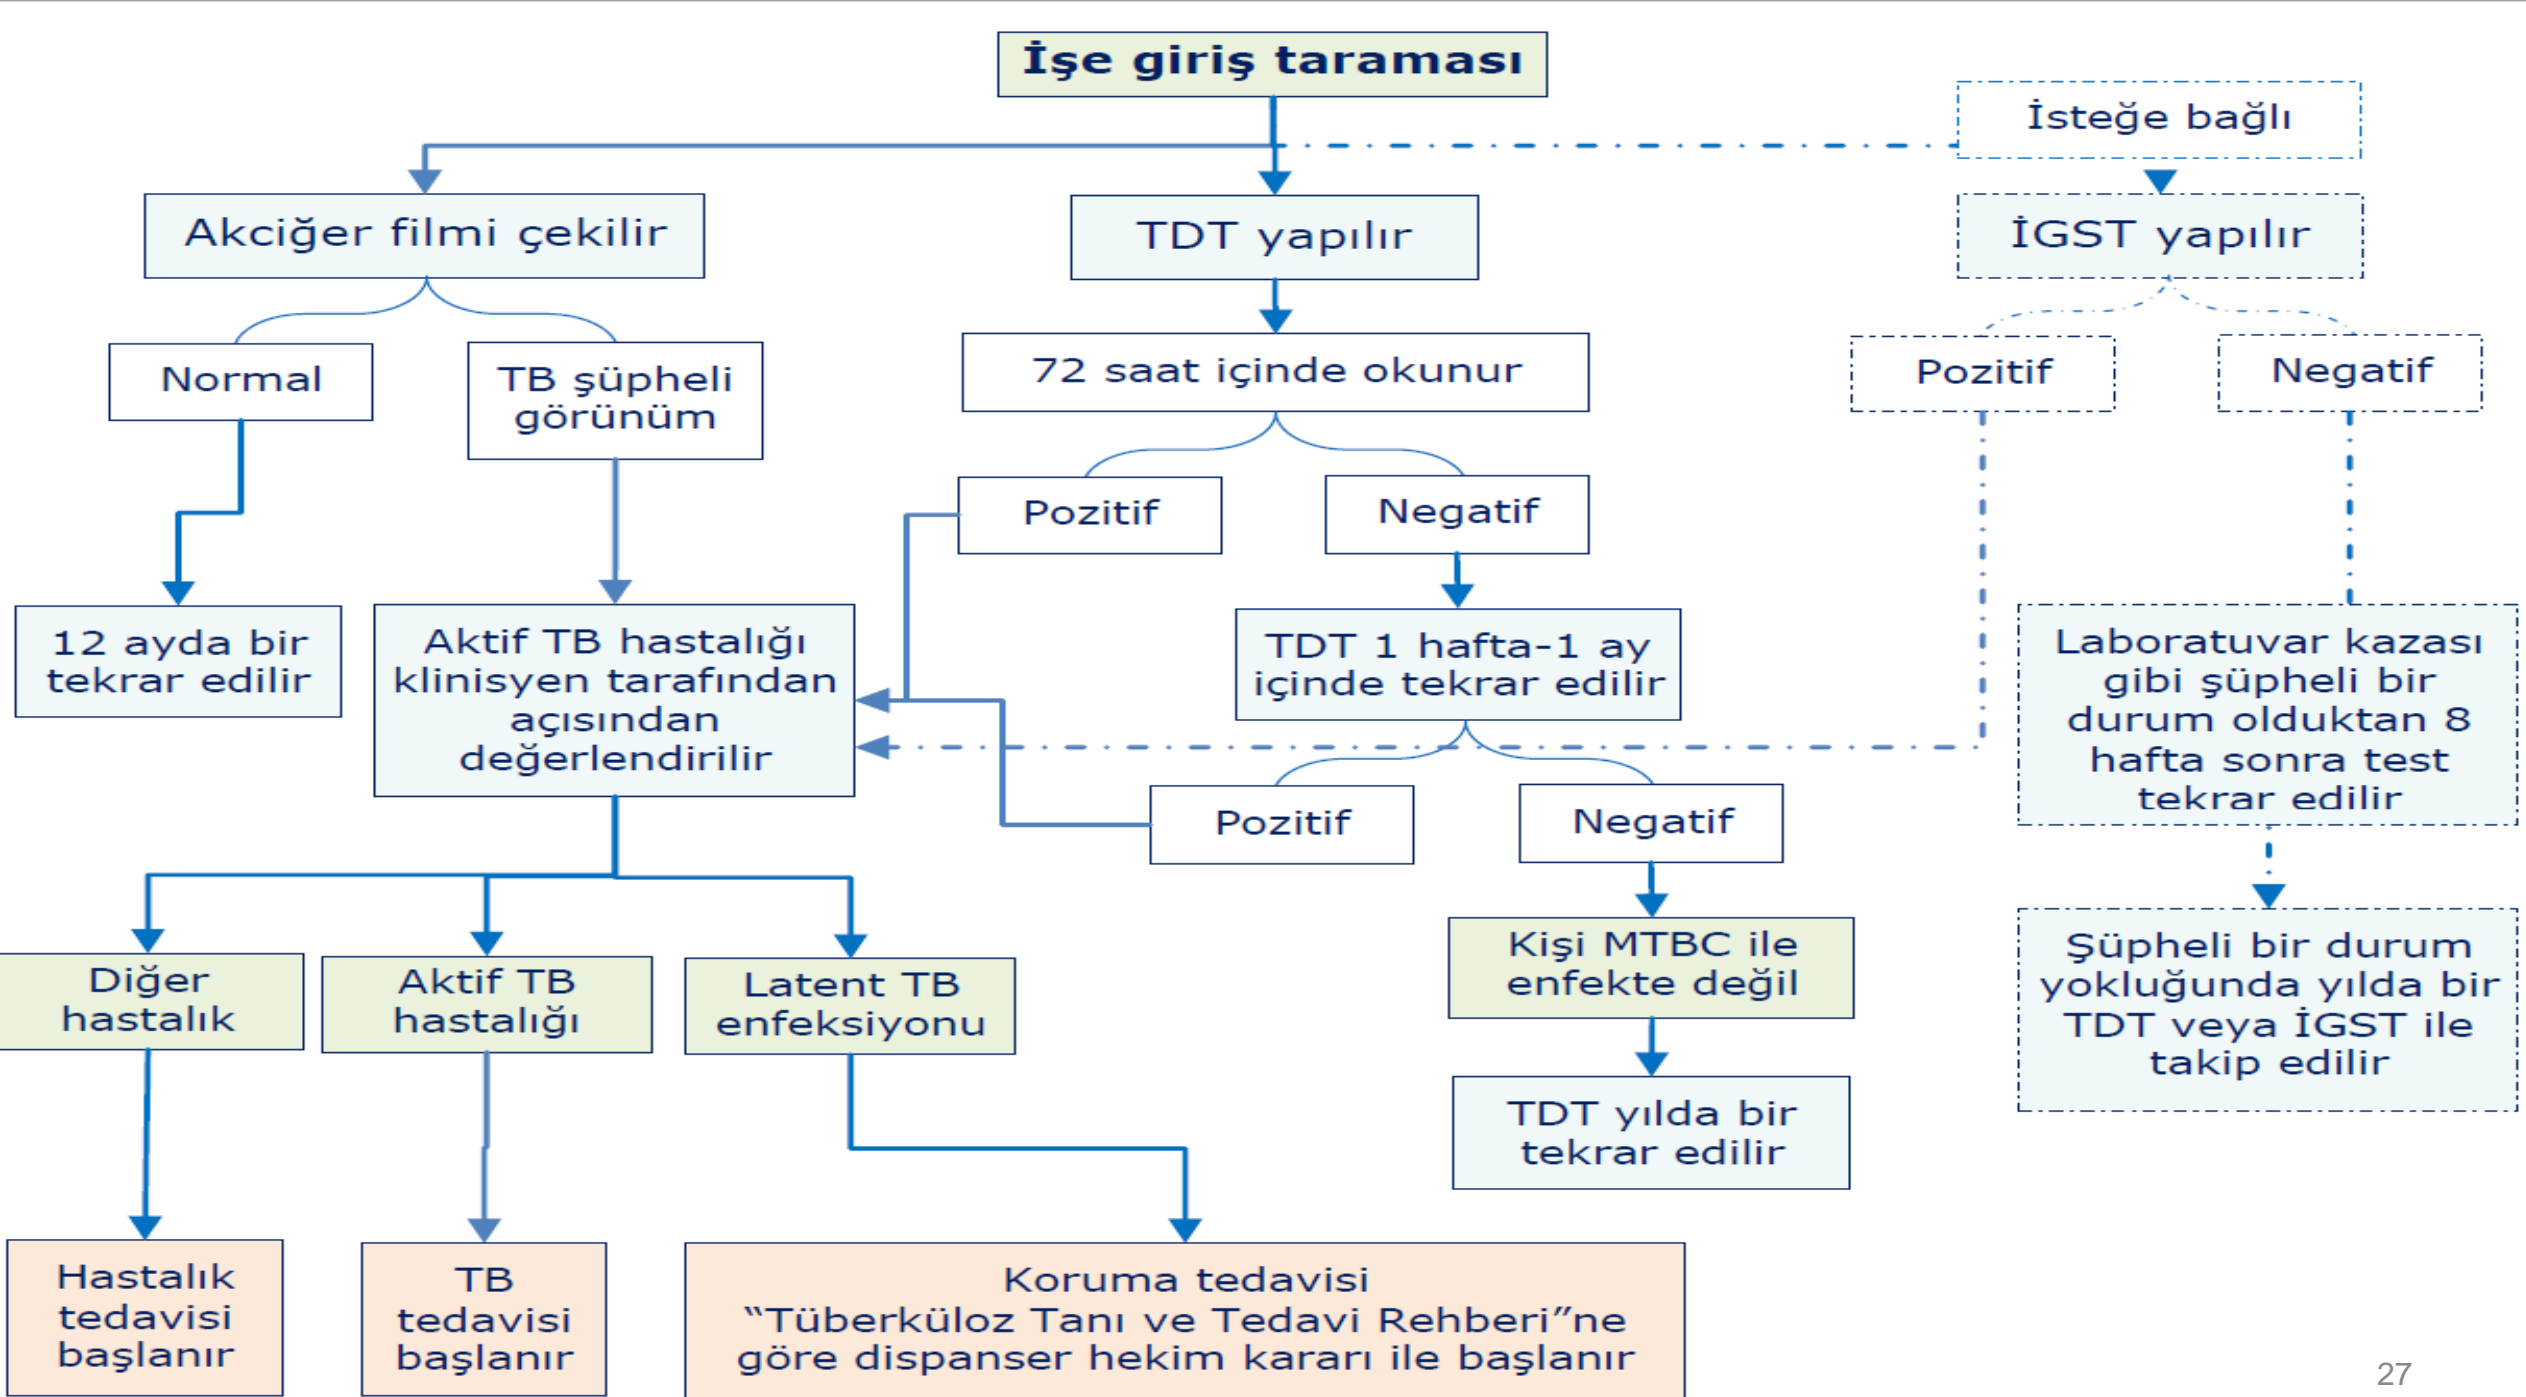 İşe giriş taraması
İsteğe bağlı
Akciğer filmi çekilir
TDT yapılır
İGST yapılır
Normal
TB şüpheli
görünüm
72 saat içinde okunur
Pozitif
Negatif
Pozitif
Negatif
12 ayda bir
tekrar edilir
Aktif TB hastalığı
klinisyen tarafından
açısından
değerlendirilir
TDT 1 hafta-1 ay
içinde tekrar edilir
Laboratuvar kazası
gibi şüpheli bir
durum olduktan 8
hafta sonra test
tekrar edilir
Pozitif
Negatif
Diğer
hastalık
Aktif TB
hastalığı
Latent TB
enfeksiyonu
Kişi MTBC ile
enfekte değil
Şüpheli bir durum
yokluğunda yılda bir
TDT veya İGST ile
takip edilir
TDT yılda bir
tekrar edilir
Hastalık
tedavisi
başlanır
TB
tedavisi
başlanır
Koruma tedavisi
“Tüberküloz Tanı ve Tedavi Rehberi”ne
göre dispanser hekim kararı ile başlanır
27